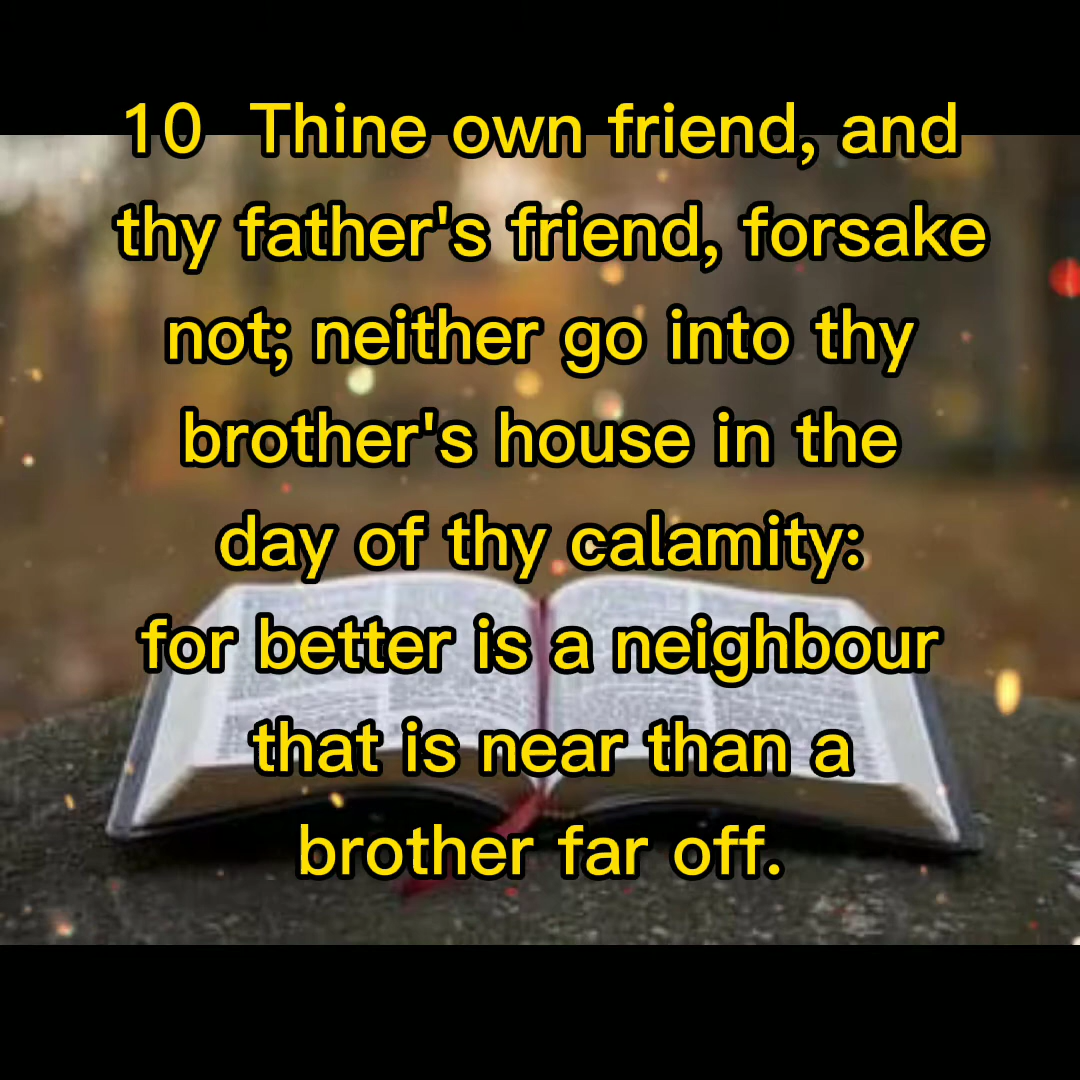 10 Thine own friend, and
thy father's friend, forsake
not; neither go into thy
brother's house in the
day of thy calamity:
for better is a neighbour
that is near than a
brother far off.